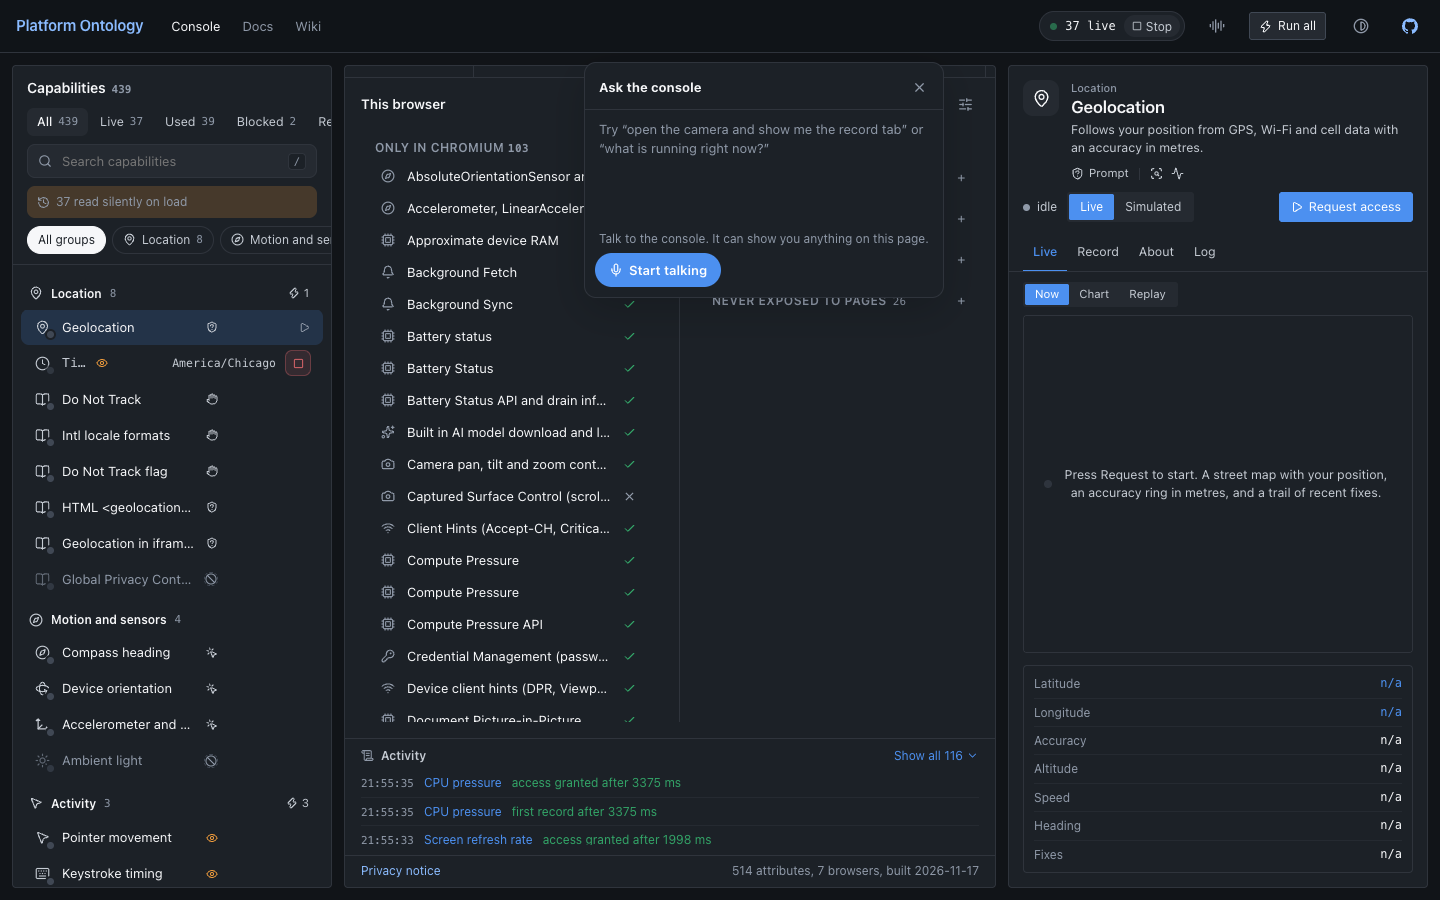 Platform Ontology
Console
Docs
Wiki
37 live
Stop
Run all
Capabilities 439
All 439
Live 37
Used 39
Blocked 2
Re
Search capabilities
/
37 read silently on load
All groups
Location 8
Motion and se
Location 8
1
Geolocation
Ti…
America/Chicago
Do Not Track
Intl locale formats
Do Not Track flag
HTML <geolocation…
Geolocation in ifram…
Global Privacy Cont…
Motion and sensors 4
Compass heading
Device orientation
Accelerometer and …
Ambient light
Activity 3
3
Pointer movement
Keystroke timing
This browser
ONLY IN CHROMIUM 103
AbsoluteOrientationSensor ar
Accelerometer, LinearAcceler
Approximate device RAM
Background Fetch
Background Sync
Battery status
Battery Status
Battery Status API and drain inf…
Built in AI model download and l…
Camera pan, tilt and zoom cont…
Captured Surface Control (scrol…
Client Hints (Accept-CH, Critica…
Compute Pressure
Compute Pressure
Compute Pressure API
Credential Management (passw…
Device client hints (DPR, Viewp…
Document Picture-in-Picture
NEVER EXPOSED TO PAGES 26
Ask the console
Try “open the camera and show me the record tab” or
“what is running right now?”
Talk to the console. It can show you anything on this page.
Start talking
Activity
Show all 116
21:55:35 CPU pressure access granted after 3375 ms
21:55:35 CPU pressure first record after 3375 ms
21:55:33 Screen refresh rate access granted after 1998 ms
Privacy notice
514 attributes, 7 browsers, built 2026-11-17
Location
Geolocation
Follows your position from GPS, Wi-Fi and cell data with
an accuracy in metres.
Prompt
idle
Live
Simulated
Request access
Live
Record
About
Log
Now
Chart
Replay
Press Request to start. A street map with your position,
an accuracy ring in metres, and a trail of recent fixes.
Latitude n/a
Longitude n/a
Accuracy n/a
Altitude n/a
Speed n/a
Heading n/a
Fixes n/a